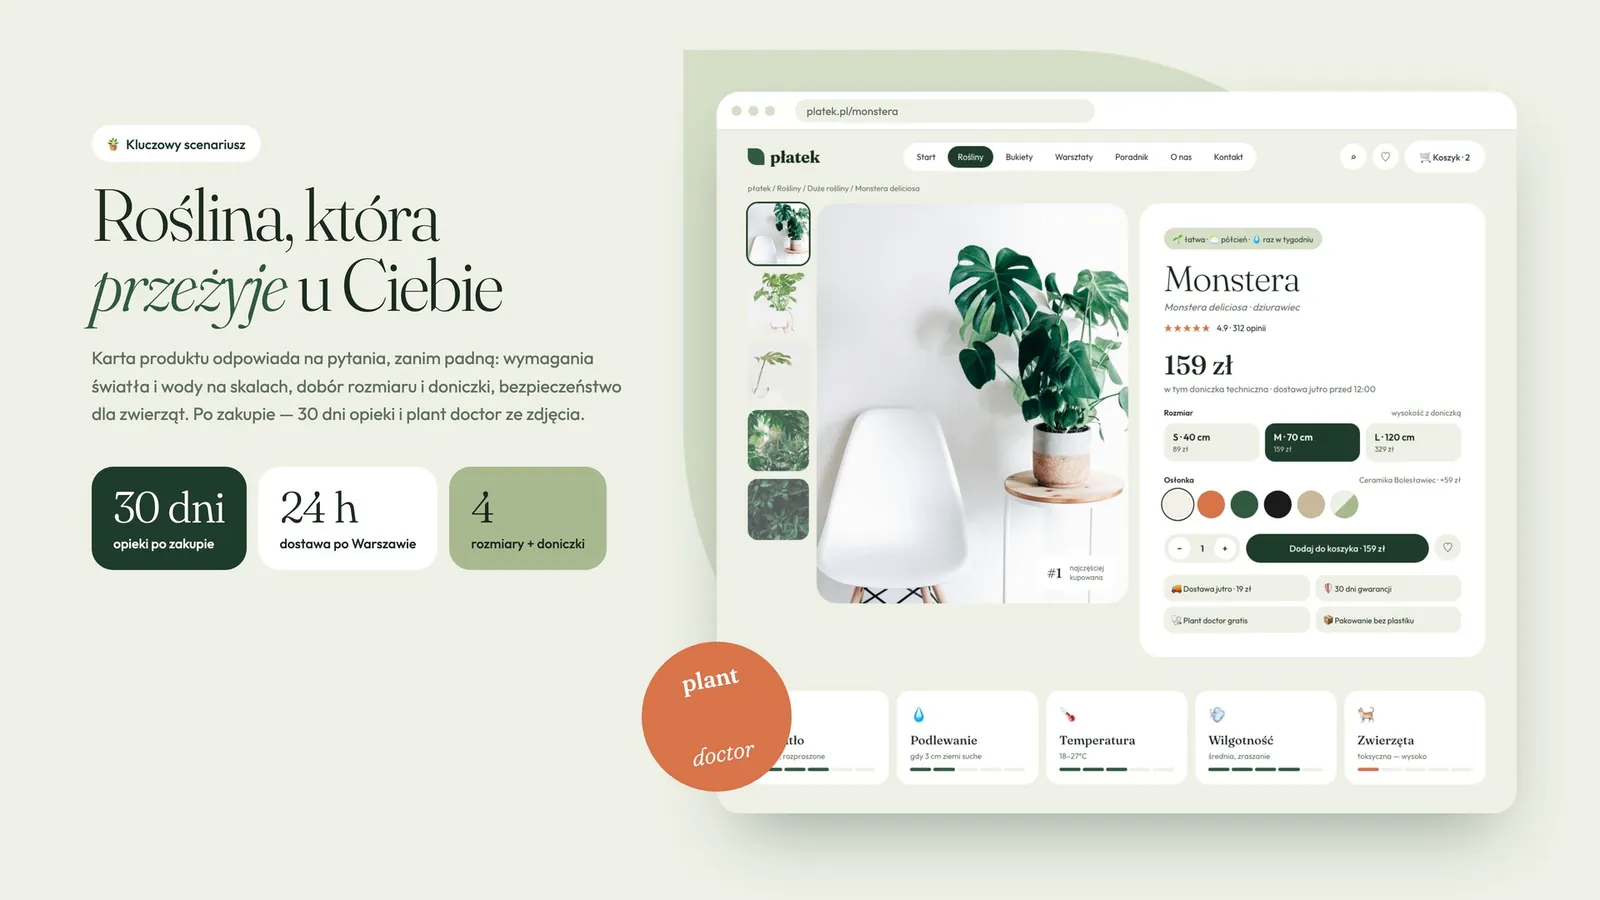 Kluczowy scenariusz
Roślina, która
przeżyje u Ciebie
Karta produktu odpowiada na pytania, zanim padną: wymagania
światła i wody na skalach, dobór rozmiaru i doniczki, bezpieczeństwo
dla zwierząt. Po zakupie — 30 dni opieki i plant doctor ze zdjęcia.
30 dni
opieki po zakupie
24 h
dostawa po Warszawie
4
rozmiary + doniczki
platek.pl/monstera
płatek
Start Rośliny Bukiety Warsztaty Poradnik O nas Kontakt
Koszyk · 2
płatek / Rośliny / Duże rośliny / Monstera deliciosa
#1 najczęściej
kupowana
łatwa · półcień · raz w tygodniu
Monstera
Monstera deliciosa · dziurawiec
★★★★★ 4.9 · 312 opinii
159 zł
w tym doniczka techniczna · dostawa jutro przed 12:00
Rozmiar wysokość z doniczką
S · 40 cm
89 zł
M · 70 cm
159 zł
L · 120 cm
329 zł
Osłonka Ceramika Bolesławiec · +59 zł
− 1 +
Dodaj do koszyka · 159 zł
Dostawa jutro · 19 zł
30 dni gwarancji
Plant doctor gratis
Pakowanie bez plastiku
plant
doctor
rozproszone
Podlewanie
gdy 3 cm ziemi suche
Temperatura
18–27°C
Wilgotność
średnia, zraszanie
Zwierzęta
toksyczna — wysoko